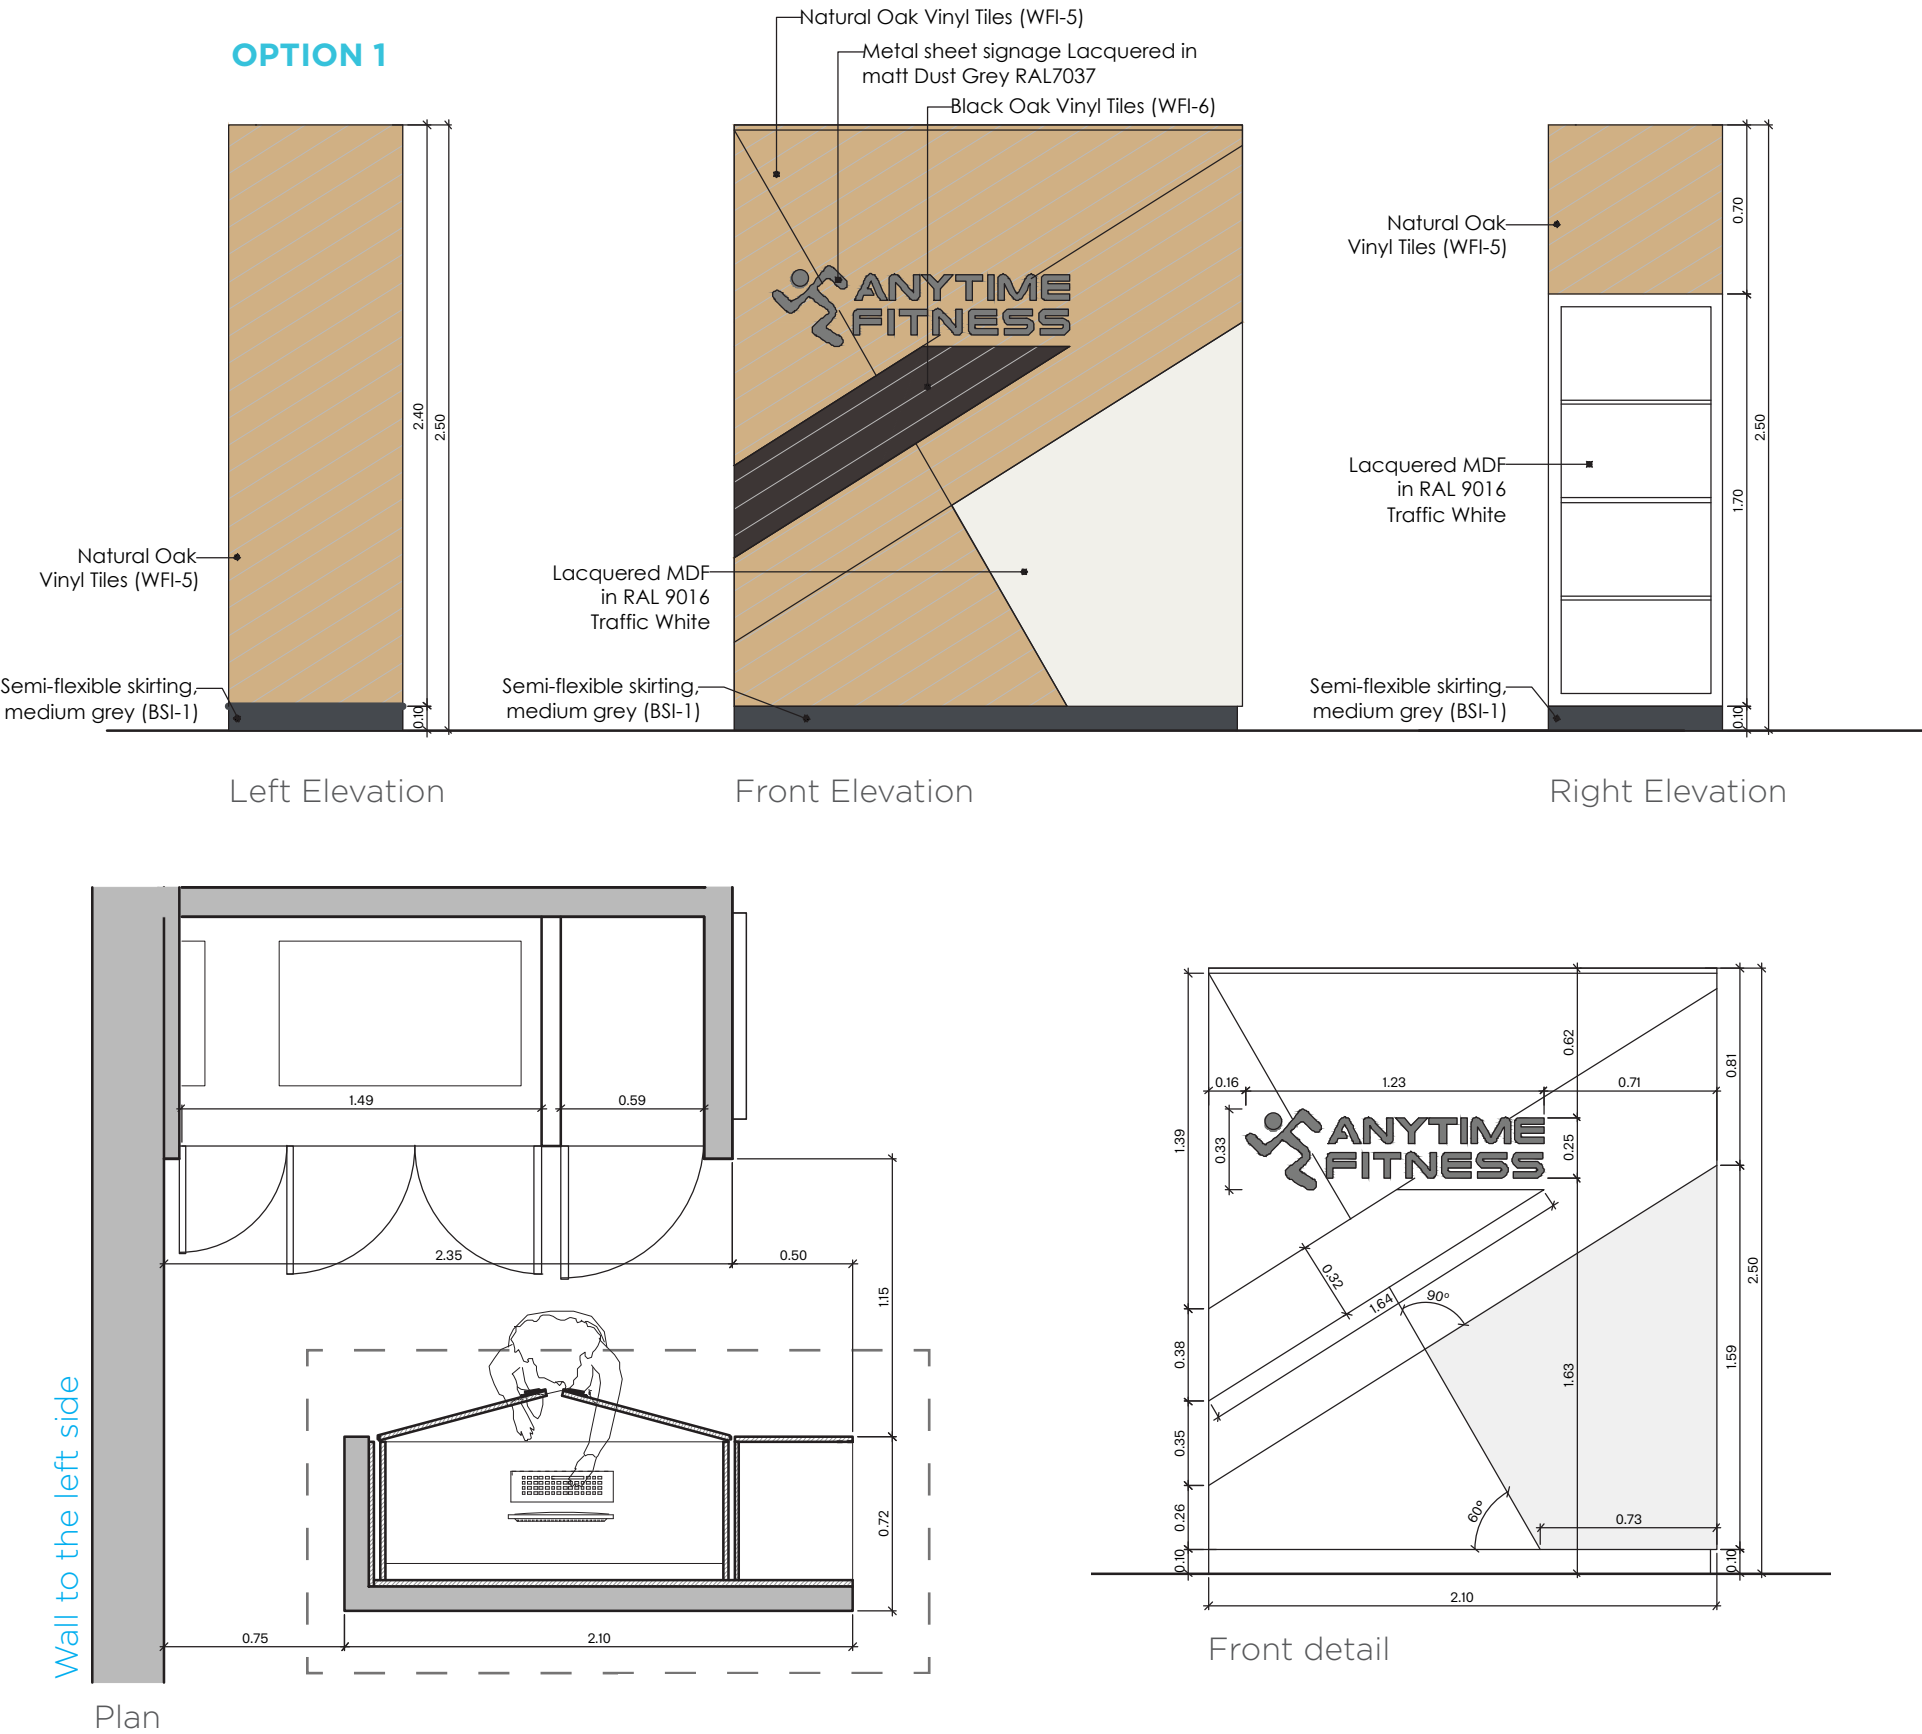 OPTION 1
Natural Oak Vinyl Tiles (WFI-5)
Metal sheet signage Lacquered in
matt Dust Grey RAL7037
Black Oak Vinyl Tiles (WFI-6)
ANYTIME
FITNESS
Natural Oak
Vinyl Tiles (WFI-5)
Semi-flexible skirting,
medium grey (BSI-1)
2.40
2.50
0.10
Lacquered MDF
in RAL 9016
Traffic White
Semi-flexible skirting,
medium grey (BSI-1)
Natural Oak
Vinyl Tiles (WFI-5)
Lacquered MDF
in RAL 9016
Traffic White
Semi-flexible skirting,
medium grey (BSI-1)
0.70
1.70
2.50
0.10
Left Elevation
Front Elevation
Right Elevation
1.49
0.59
2.35
0.50
1.15
0.72
0.75
2.10
Wall to the left side
Plan
0.62
0.81
0.16
1.23
0.71
1.39
0.33
ANYTIME
FITNESS
0.25
0.32
1.64
90°
2.50
0.38
1.63
1.59
0.35
0.26
60°
0.73
0.10
0.10
2.10
Front detail